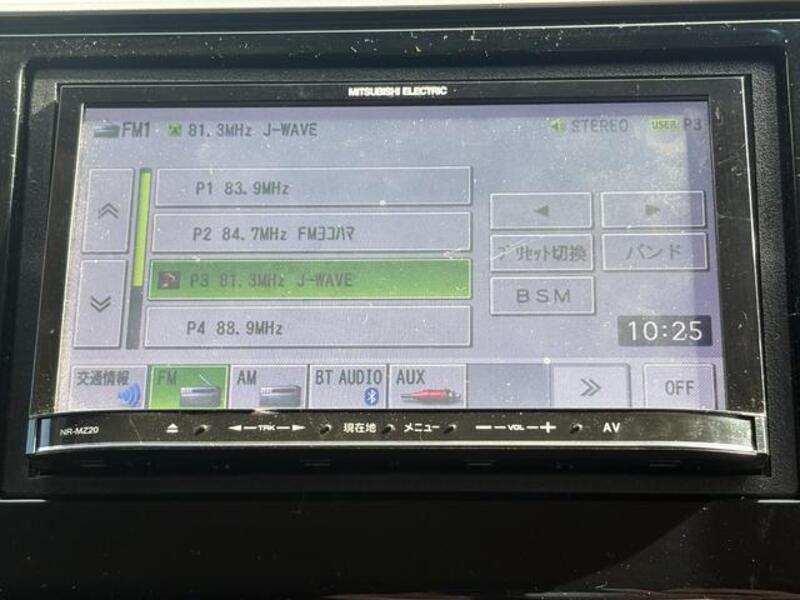 MITSUBISHI ELECTRIC
FM1 81.3MHz J-WAVE STEREO USER P3
P1 83.9MHz
P2 84.7MHz FMヨコハマ
P3 81.3MHz J-WAVE
P4 88.9MHz
プリセット切換 バンド
BSM
10:25
交通情報 FM AM BT AUDIO AUX OFF
NR-MZ20 TRK 現在地 メニュー VOL AV